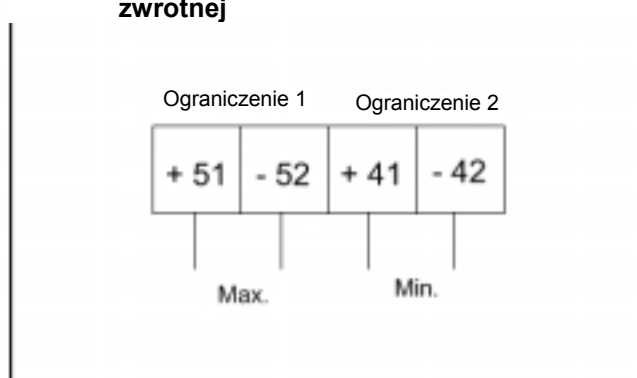 zwrotnej
Ograniczenie 1 Ograniczenie 2
+ 51 - 52 + 41 - 42
Max. Min.